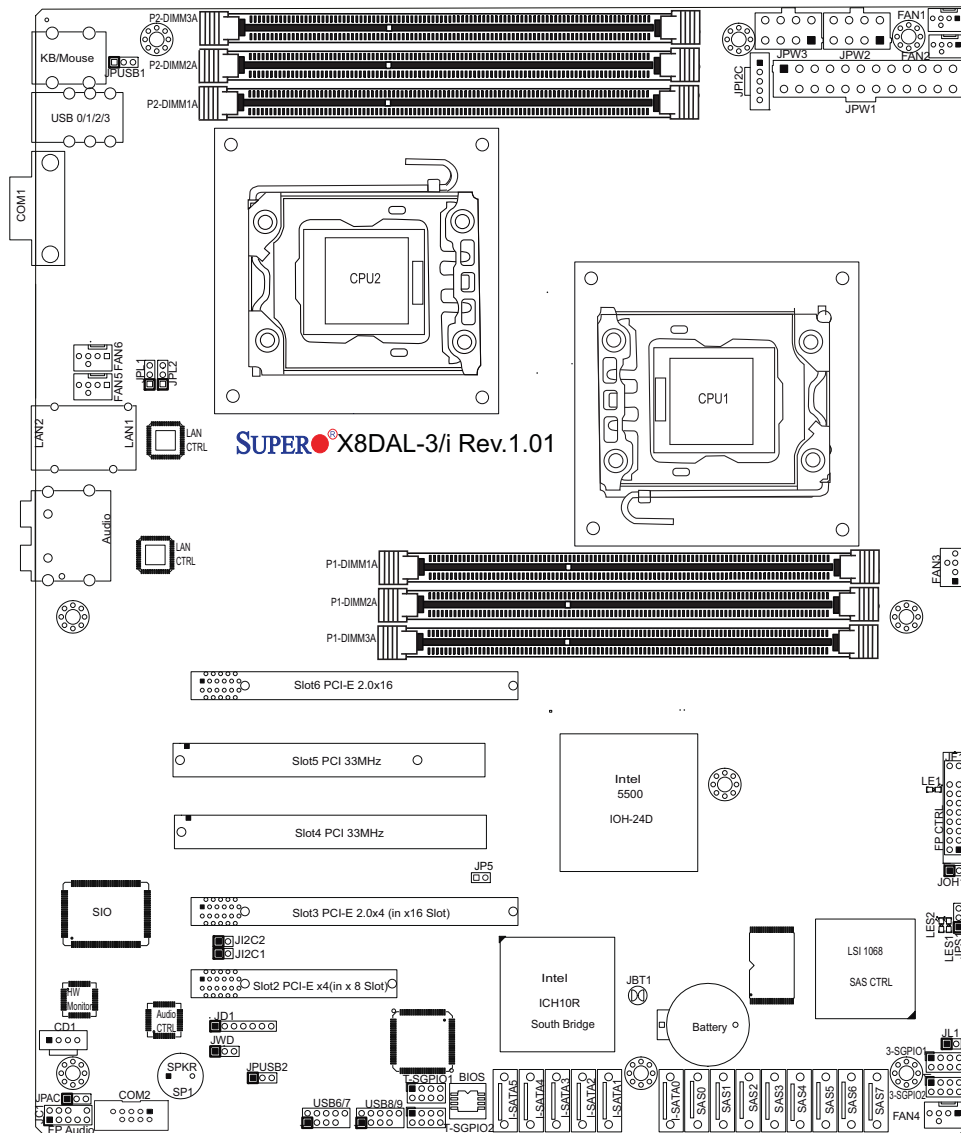 P2-DIMM3A
FAN1
KB/Mouse
P2-DIMM2A
JPW3
JPW2
FAN2
JPUSB1
JPI2C
P2-DIMM1A
JPW1
USB 0/1/2/3
COM1
CPU2
FAN6
FAN5
JPL1
JPL2
CPU1
LAN2
LAN1
LAN
CTRL
SUPER® X8DAL-3/i Rev.1.01
Audio
LAN
CTRL
P1-DIMM1A
FAN3
P1-DIMM2A
P1-DIMM3A
Slot6 PCI-E 2.0x16
Slot5 PCI 33MHz
Intel
5500
IOH-24D
LE1
FP CTRL
Slot4 PCI 33MHz
JP5
JOH1
SIO
Slot3 PCI-E 2.0x4 (in x16 Slot)
LES2
LES1
JPS1
JI2C2
JI2C1
LSI 1068
SAS CTRL
Slot2 PCI-E x4(in x 8 Slot)
Intel
ICH10R
South Bridge
JBT1
HW
Monitor
Audio
CTRL
JD1
Battery
CD1
JWD
JL1
3-SGPIO1
SPKR
SP1
JPUSB2
T-SGPIO1
BIOS
I-SATA5
I-SATA4
I-SATA3
I-SATA2
I-SATA1
I-SATA0
SAS0
SAS1
SAS2
SAS3
SAS4
SAS5
SAS6
SAS7
3-SGPIO2
JPAC
JC1
COM2
USB6/7
USB8/9
FAN4
FP Audio
T-SGPIO2